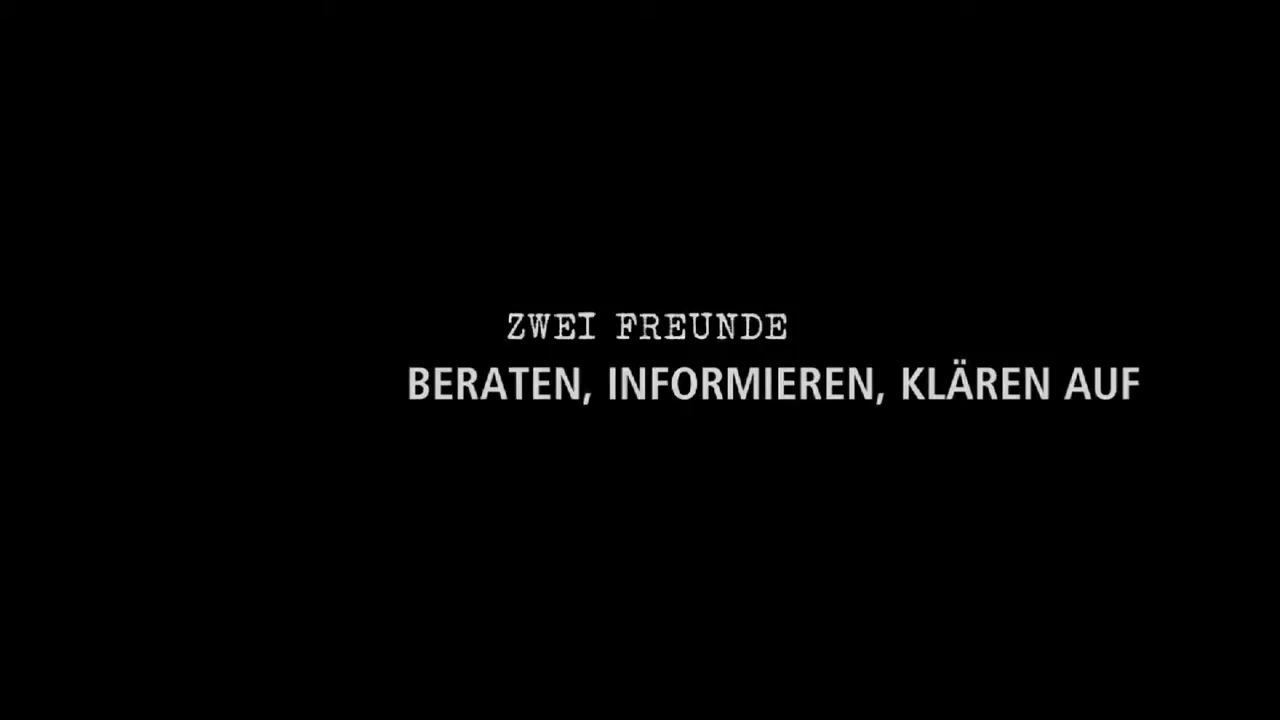 ZWEI FREUNDE
BERATEN, INFORMIEREN, KLÄREN AUF